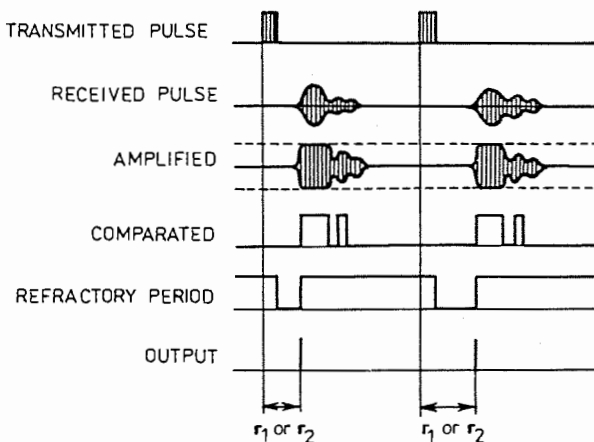 TRANSMITTED PULSE
RECEIVED PULSE
AMPLIFIED
COMPARATED
REFRACTORY PERIOD
OUTPUT
r₁ or r₂ r₁ or r₂